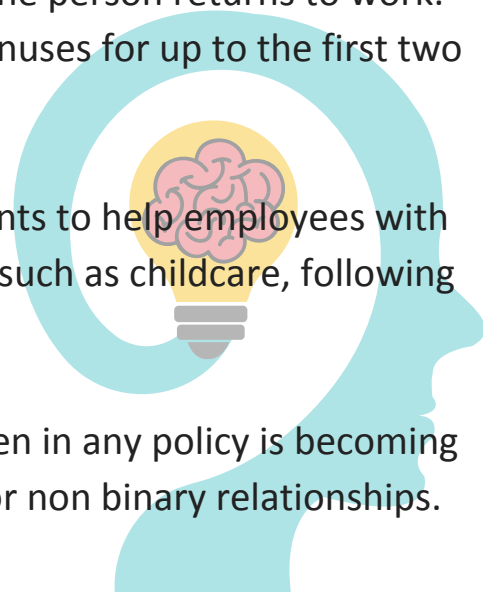 ne person returns to work.
nuses for up to the first two
nts to help employees with
such as childcare, following
en in any policy is becoming
or non binary relationships.